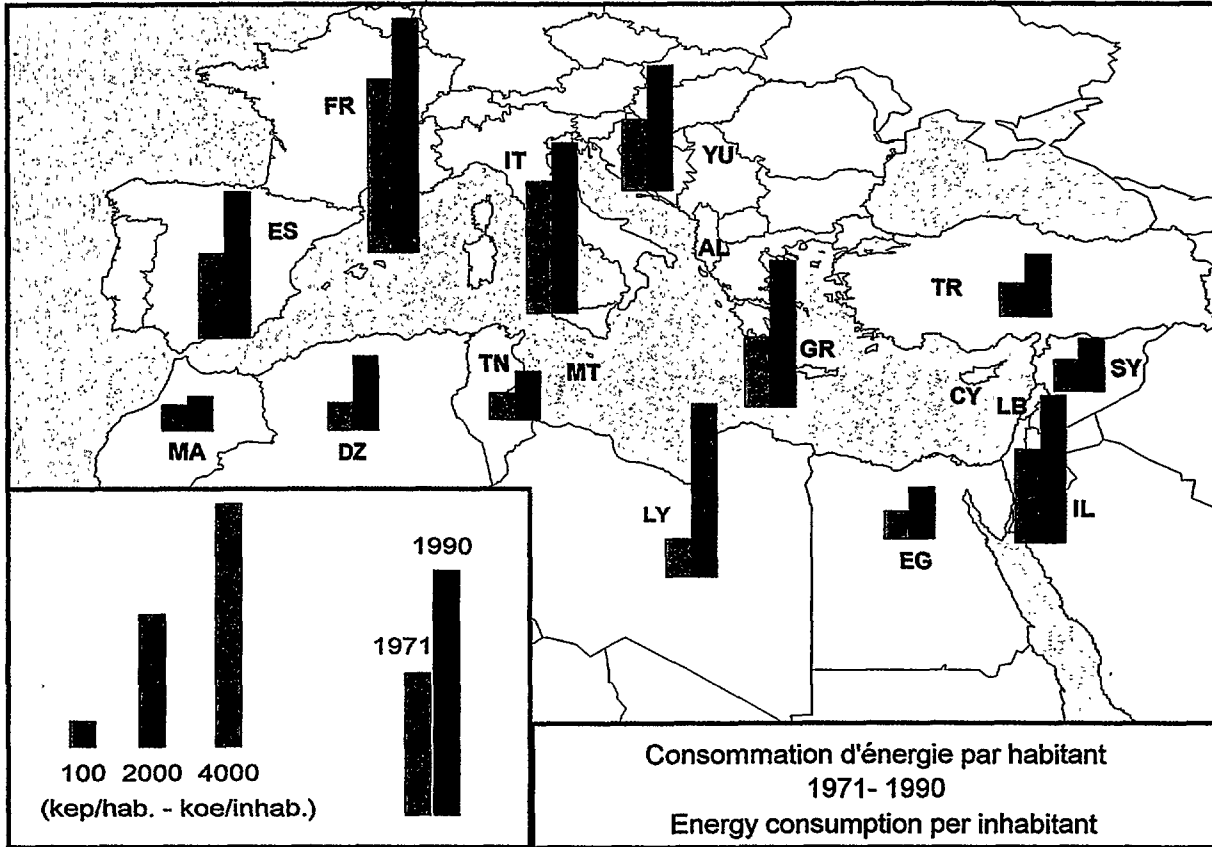 FR
IT
YU
ES
AL
TR
TN
MT
GR
CY
SY
LB
MA
DZ
LY
EG
IL
1990
1971
100 2000 4000
(kep/hab. - koe/inhab.)
Consommation d'énergie par habitant
1971- 1990
Energy consumption per inhabitant